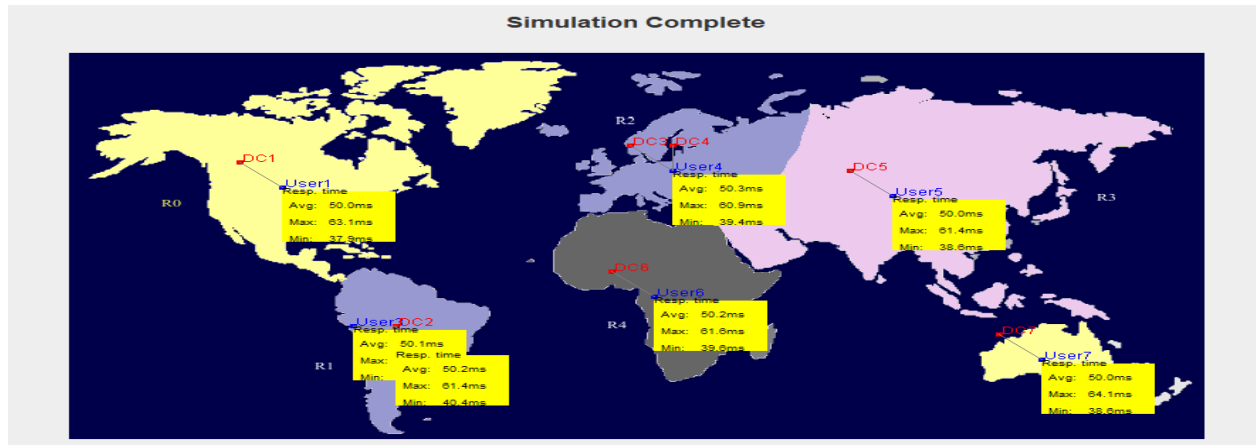 Simulation Complete
R2
DC3
DC4
DC1
User4
Resp. time
Avg: 50.3ms
Max: 60.9ms
Min: 39.4ms
DC5
User1
Resp. time
Avg: 50.0ms
Max: 63.1ms
Min: 37.9ms
User5
Resp. time
Avg: 50.0ms
Max: 61.4ms
Min: 38.6ms
R0
R3
DC6
User6
Resp. time
Avg: 50.2ms
Max: 61.6ms
Min: 39.6ms
R4
DC2
Resp. time
Avg: 50.1ms
Max:
Min:
Resp. time
Avg: 50.2ms
Max: 61.4ms
Min: 40.4ms
R1
DC7
User7
Resp. time
Avg: 50.0ms
Max: 64.1ms
Min: 38.6ms